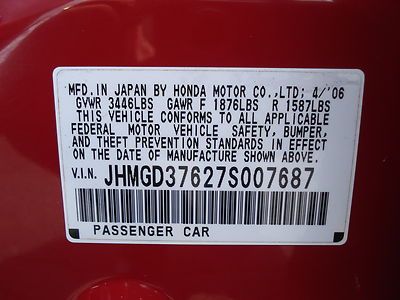 MFD.IN JAPAN BY HONDA MOTOR CO.,LTD; 4/'06
GVWR 3446LBS GAWR F 1876LBS R 1587LBS
THIS VEHICLE CONFORMS TO ALL APPLICABLE
FEDERAL MOTOR VEHICLE SAFETY, BUMPER,
AND THEFT PREVENTION STANDARDS IN EFFECT
ON THE DATE OF MANUFACTURE SHOWN ABOVE.
V.I.N. JHMGD37627S007687
PASSENGER CAR